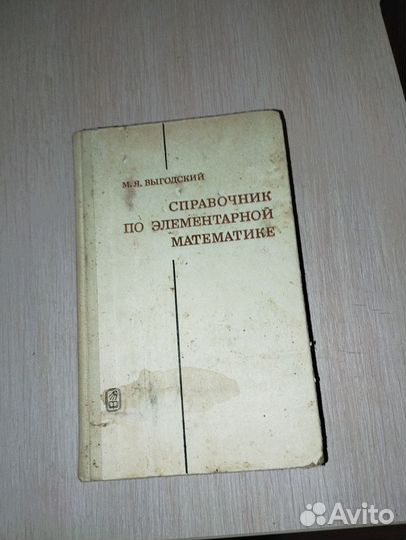 М. Я. ВЫГОДСКИЙ
СПРАВОЧНИК
ПО ЭЛЕМЕНТАРНОЙ
МАТЕМАТИКЕ
Avito